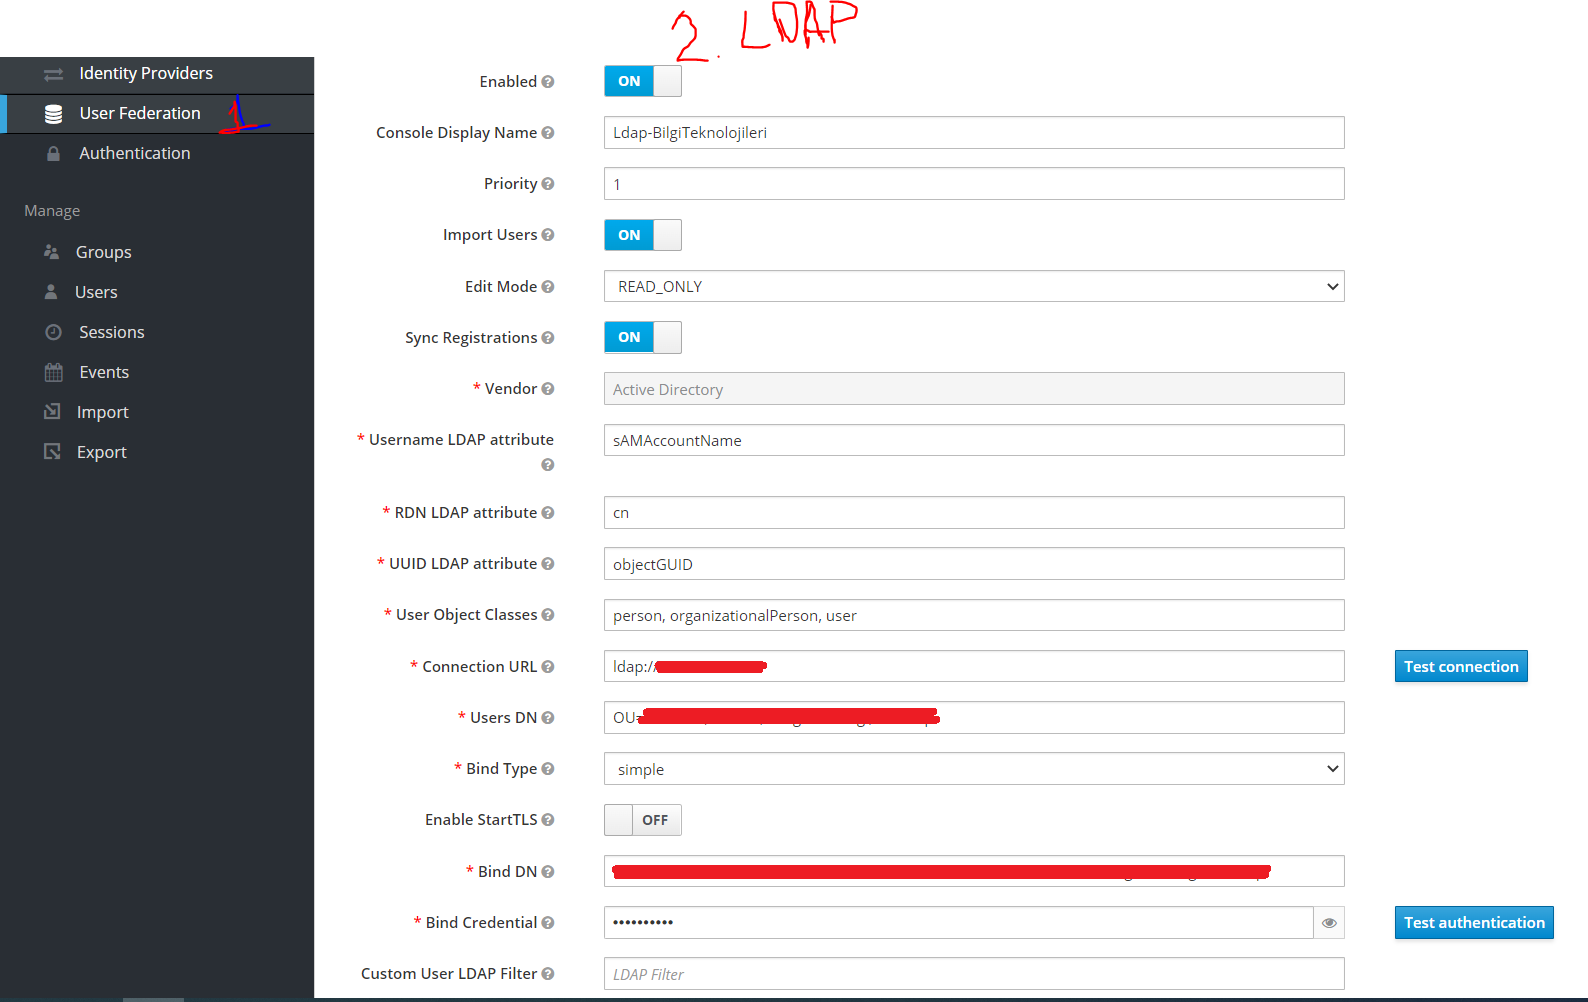 2. LDAP
Identity Providers
User Federation 1
Authentication
Manage
Groups
Users
Sessions
Events
Import
Export
Enabled ON
Console Display Name Ldap-BilgiTeknolojileri
Priority 1
Import Users ON
Edit Mode READ_ONLY
Sync Registrations ON
* Vendor Active Directory
* Username LDAP attribute sAMAccountName
* RDN LDAP attribute cn
* UUID LDAP attribute objectGUID
* User Object Classes person, organizationalPerson, user
* Connection URL ldap:// Test connection
* Users DN OU=
* Bind Type simple
Enable StartTLS OFF
* Bind DN
* Bind Credential •••••••••• Test authentication
Custom User LDAP Filter LDAP Filter